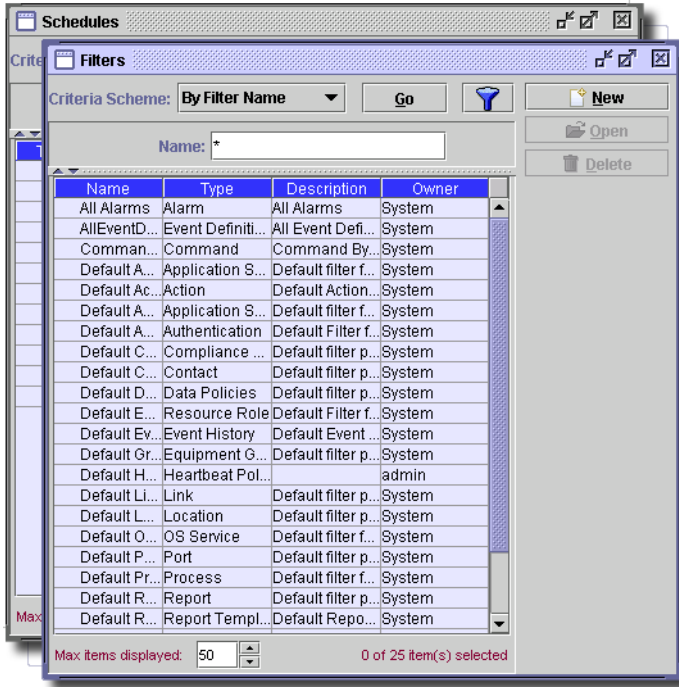 Schedules
Crite
Filters
Criteria Scheme: By Filter Name Go
New
Open
Delete
Name: *
Name Type Description Owner
All Alarms Alarm All Alarms System
AllEventD... Event Definiti... All Event Defi... System
Comman... Command Command By... System
Default A... Application S... Default filter f... System
Default Ac... Action Default Action... System
Default A... Application S... Default filter f... System
Default A... Authentication Default Filter f... System
Default C... Compliance ... Default filter p... System
Default C... Contact Default filter p... System
Default D... Data Policies Default filter p... System
Default E... Resource Role Default Filter f... System
Default Ev... Event History Default Event ... System
Default Gr... Equipment G... Default filter p... System
Default H... Heartbeat Pol... admin
Default Li... Link Default filter p... System
Default L... Location Default filter p... System
Default O... OS Service Default filter f... System
Default P... Port Default filter p... System
Default Pr... Process Default filter f... System
Default R... Report Default filter p... System
Default R... Report Templ... Default Repo... System
Max
Max items displayed: 50 0 of 25 item(s) selected